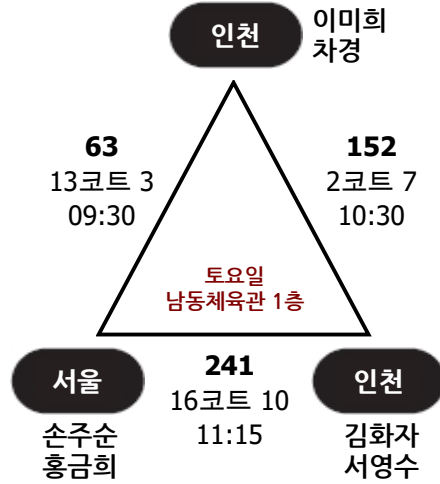 인천
이미희
차경
63
13코트 3
09:30
152
2코트 7
10:30
토요일
남동체육관 1층
서울
손주순
홍금희
241
16코트 10
11:15
인천
김화자
서영수